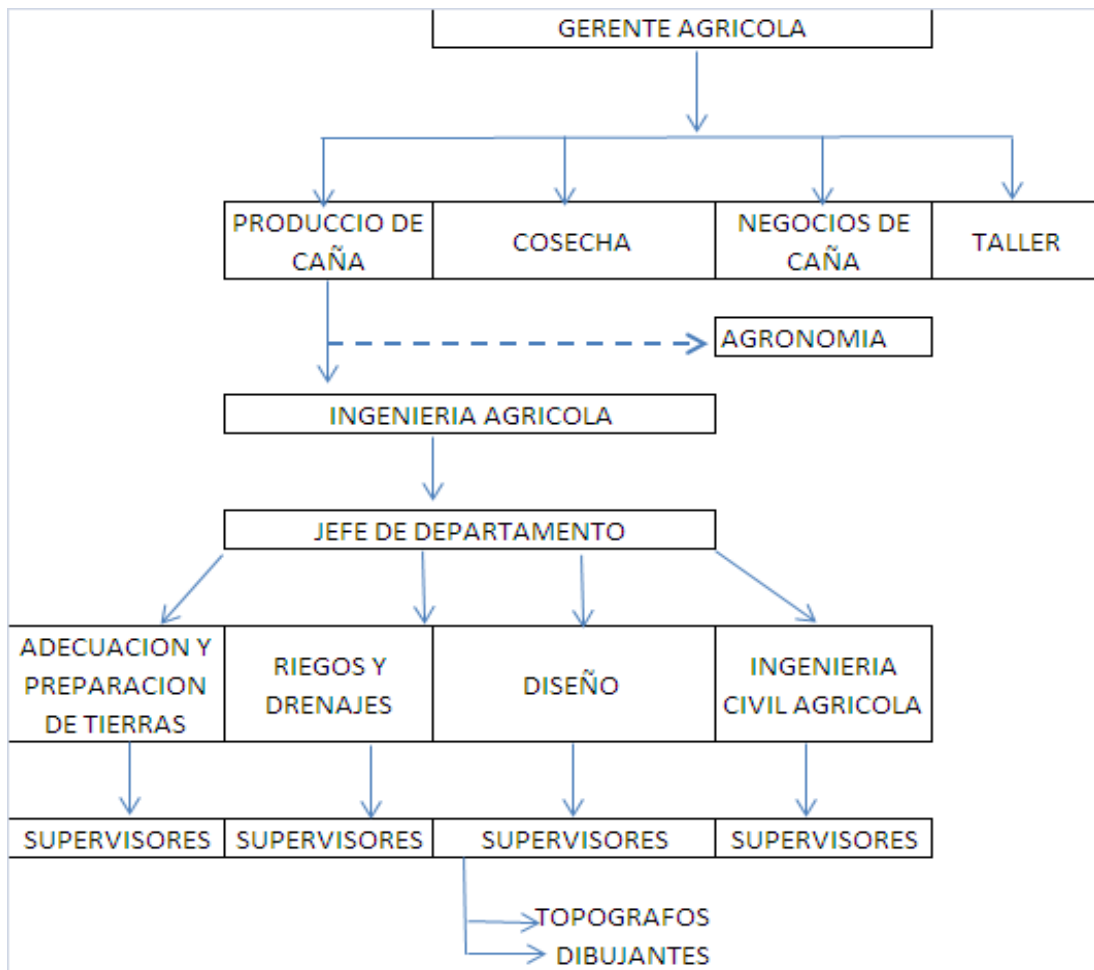 GERENTE AGRICOLA
PRODUCCIO DE
CAÑA
COSECHA
NEGOCIOS DE
CAÑA
TALLER
AGRONOMIA
INGENIERIA AGRICOLA
JEFE DE DEPARTAMENTO
ADECUACION Y
PREPARACION
DE TIERRAS
RIEGOS Y
DRENAJES
DISEÑO
INGENIERIA
CIVIL AGRICOLA
SUPERVISORES
SUPERVISORES
SUPERVISORES
SUPERVISORES
TOPOGRAFOS
DIBUJANTES